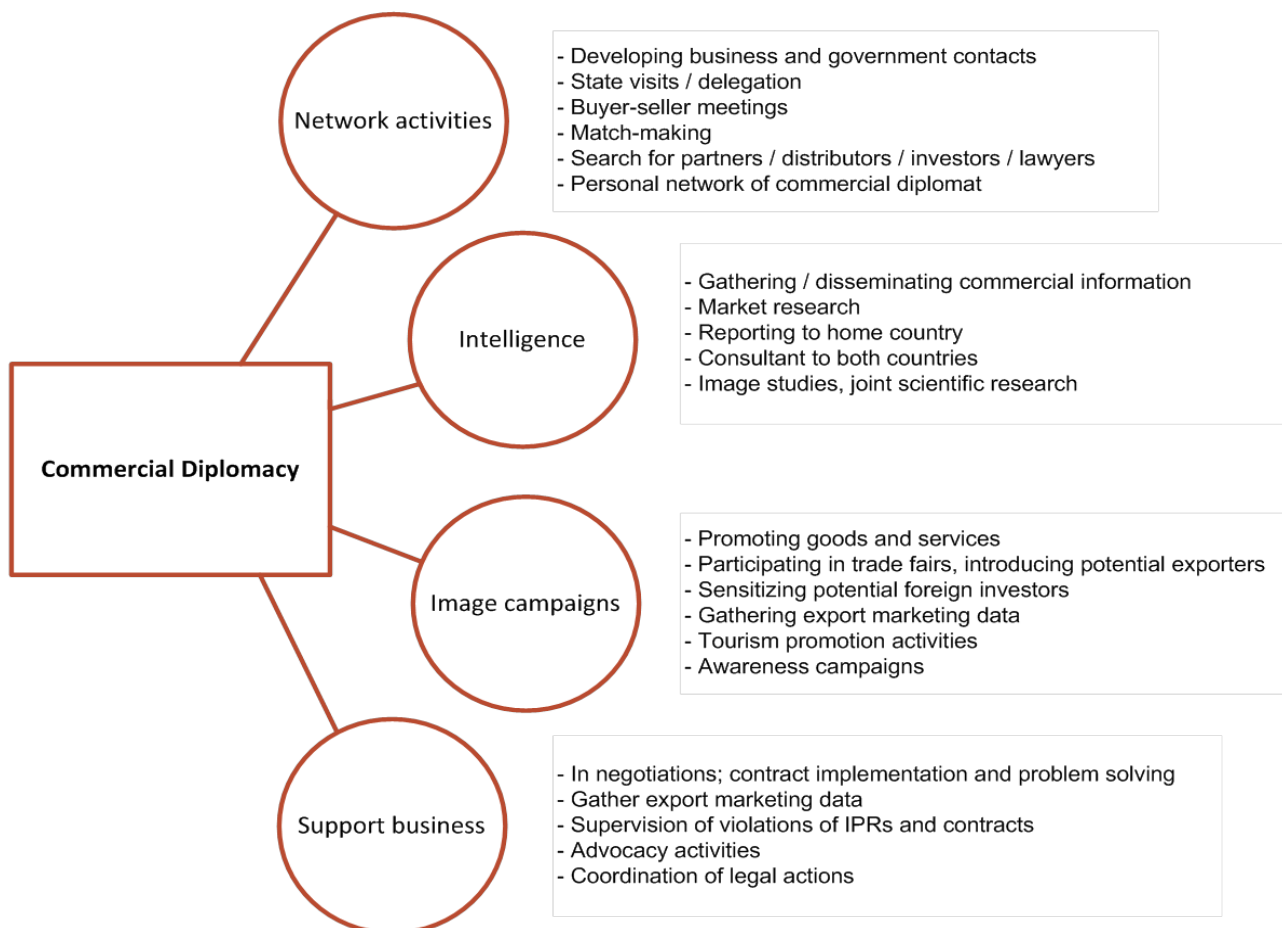 Network activities
- Developing business and government contacts
- State visits / delegation
- Buyer-seller meetings
- Match-making
- Search for partners / distributors / investors / lawyers
- Personal network of commercial diplomat
Intelligence
- Gathering / disseminating commercial information
- Market research
- Reporting to home country
- Consultant to both countries
- Image studies, joint scientific research
Commercial Diplomacy
Image campaigns
- Promoting goods and services
- Participating in trade fairs, introducing potential exporters
- Sensitizing potential foreign investors
- Gathering export marketing data
- Tourism promotion activities
- Awareness campaigns
Support business
- In negotiations; contract implementation and problem solving
- Gather export marketing data
- Supervision of violations of IPRs and contracts
- Advocacy activities
- Coordination of legal actions